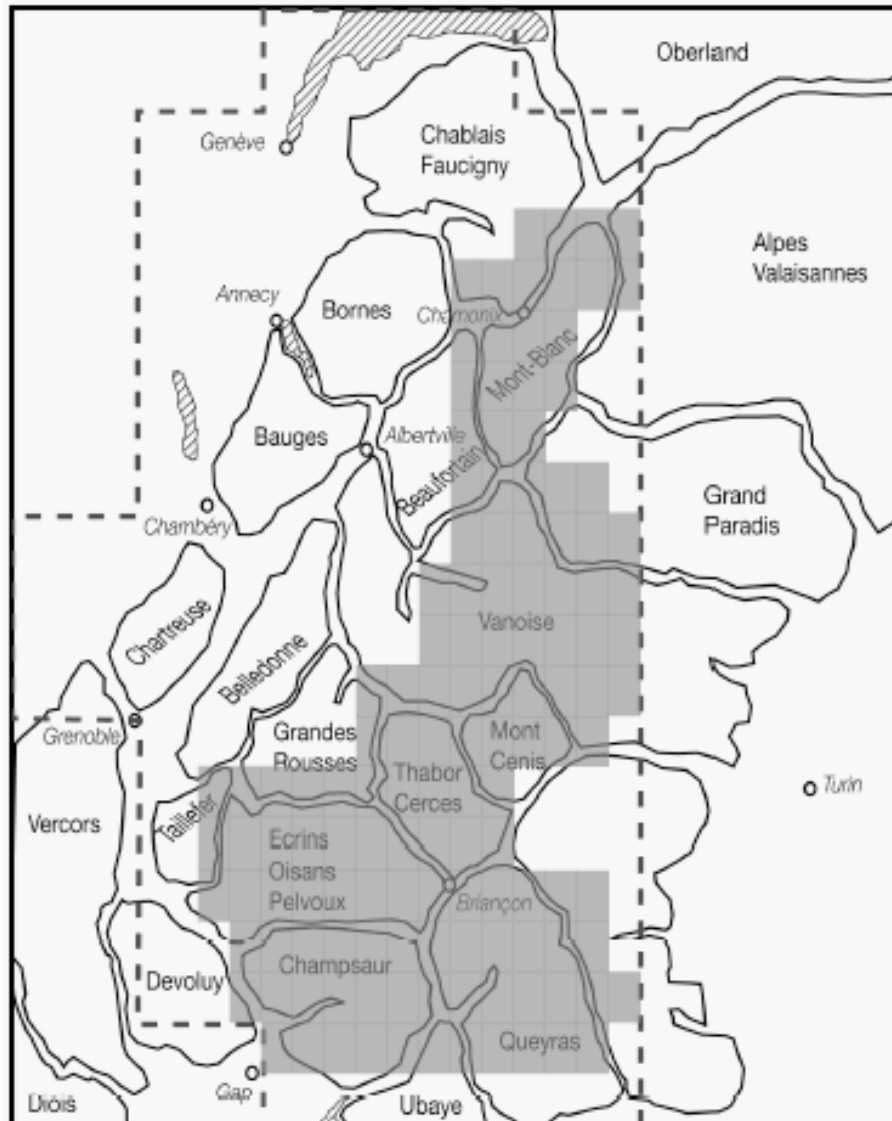 Oberland
Chablais
Faucigny
Genève
Alpes
Valaisannes
Annecy
Bornes
Chamonix
Mont-Blanc
Bauges
Albertville
Beaufortain
Grand
Paradis
Chambéry
Chartreuse
Vanoise
Belledonne
Grenoble
Grandes
Rousses
Mont
Cenis
Thabor
Cerces
Turin
Vercors
Taillefer
Ecrins
Oisans
Pelvoux
Briançon
Devoluy
Champsaur
Queyras
Gap
Diois
Ubaye